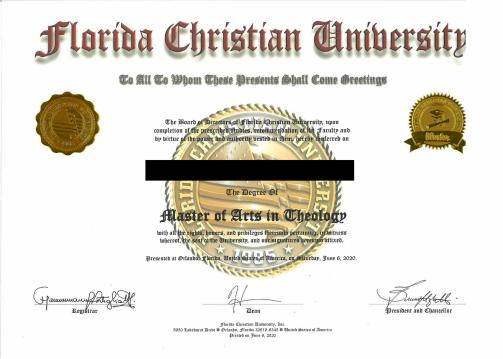 Florida Christian University
To All To Whom These Presents Shall Come Greetings
The Board of Directors of Florida Christian University, upon
completion of the prescribed studies, recommendation of the Faculty and
by virtue of the power and authority vested in them, hereby conferred on
The Degree Of
Master of Arts in Theology
with all the rights, honors, and privileges thereunto pertaining, in witness
whereof, the seal of the University, and our signatures
Presented at Orlando, Florida, United States of America, on Saturday, June 6, 2020.
Registrar
Dean
President and Chancellor
Florida Christian University, Inc.
5950 Lakehurst Drive Orlando, Florida United States of America
Printed on June 6, 2020
1985